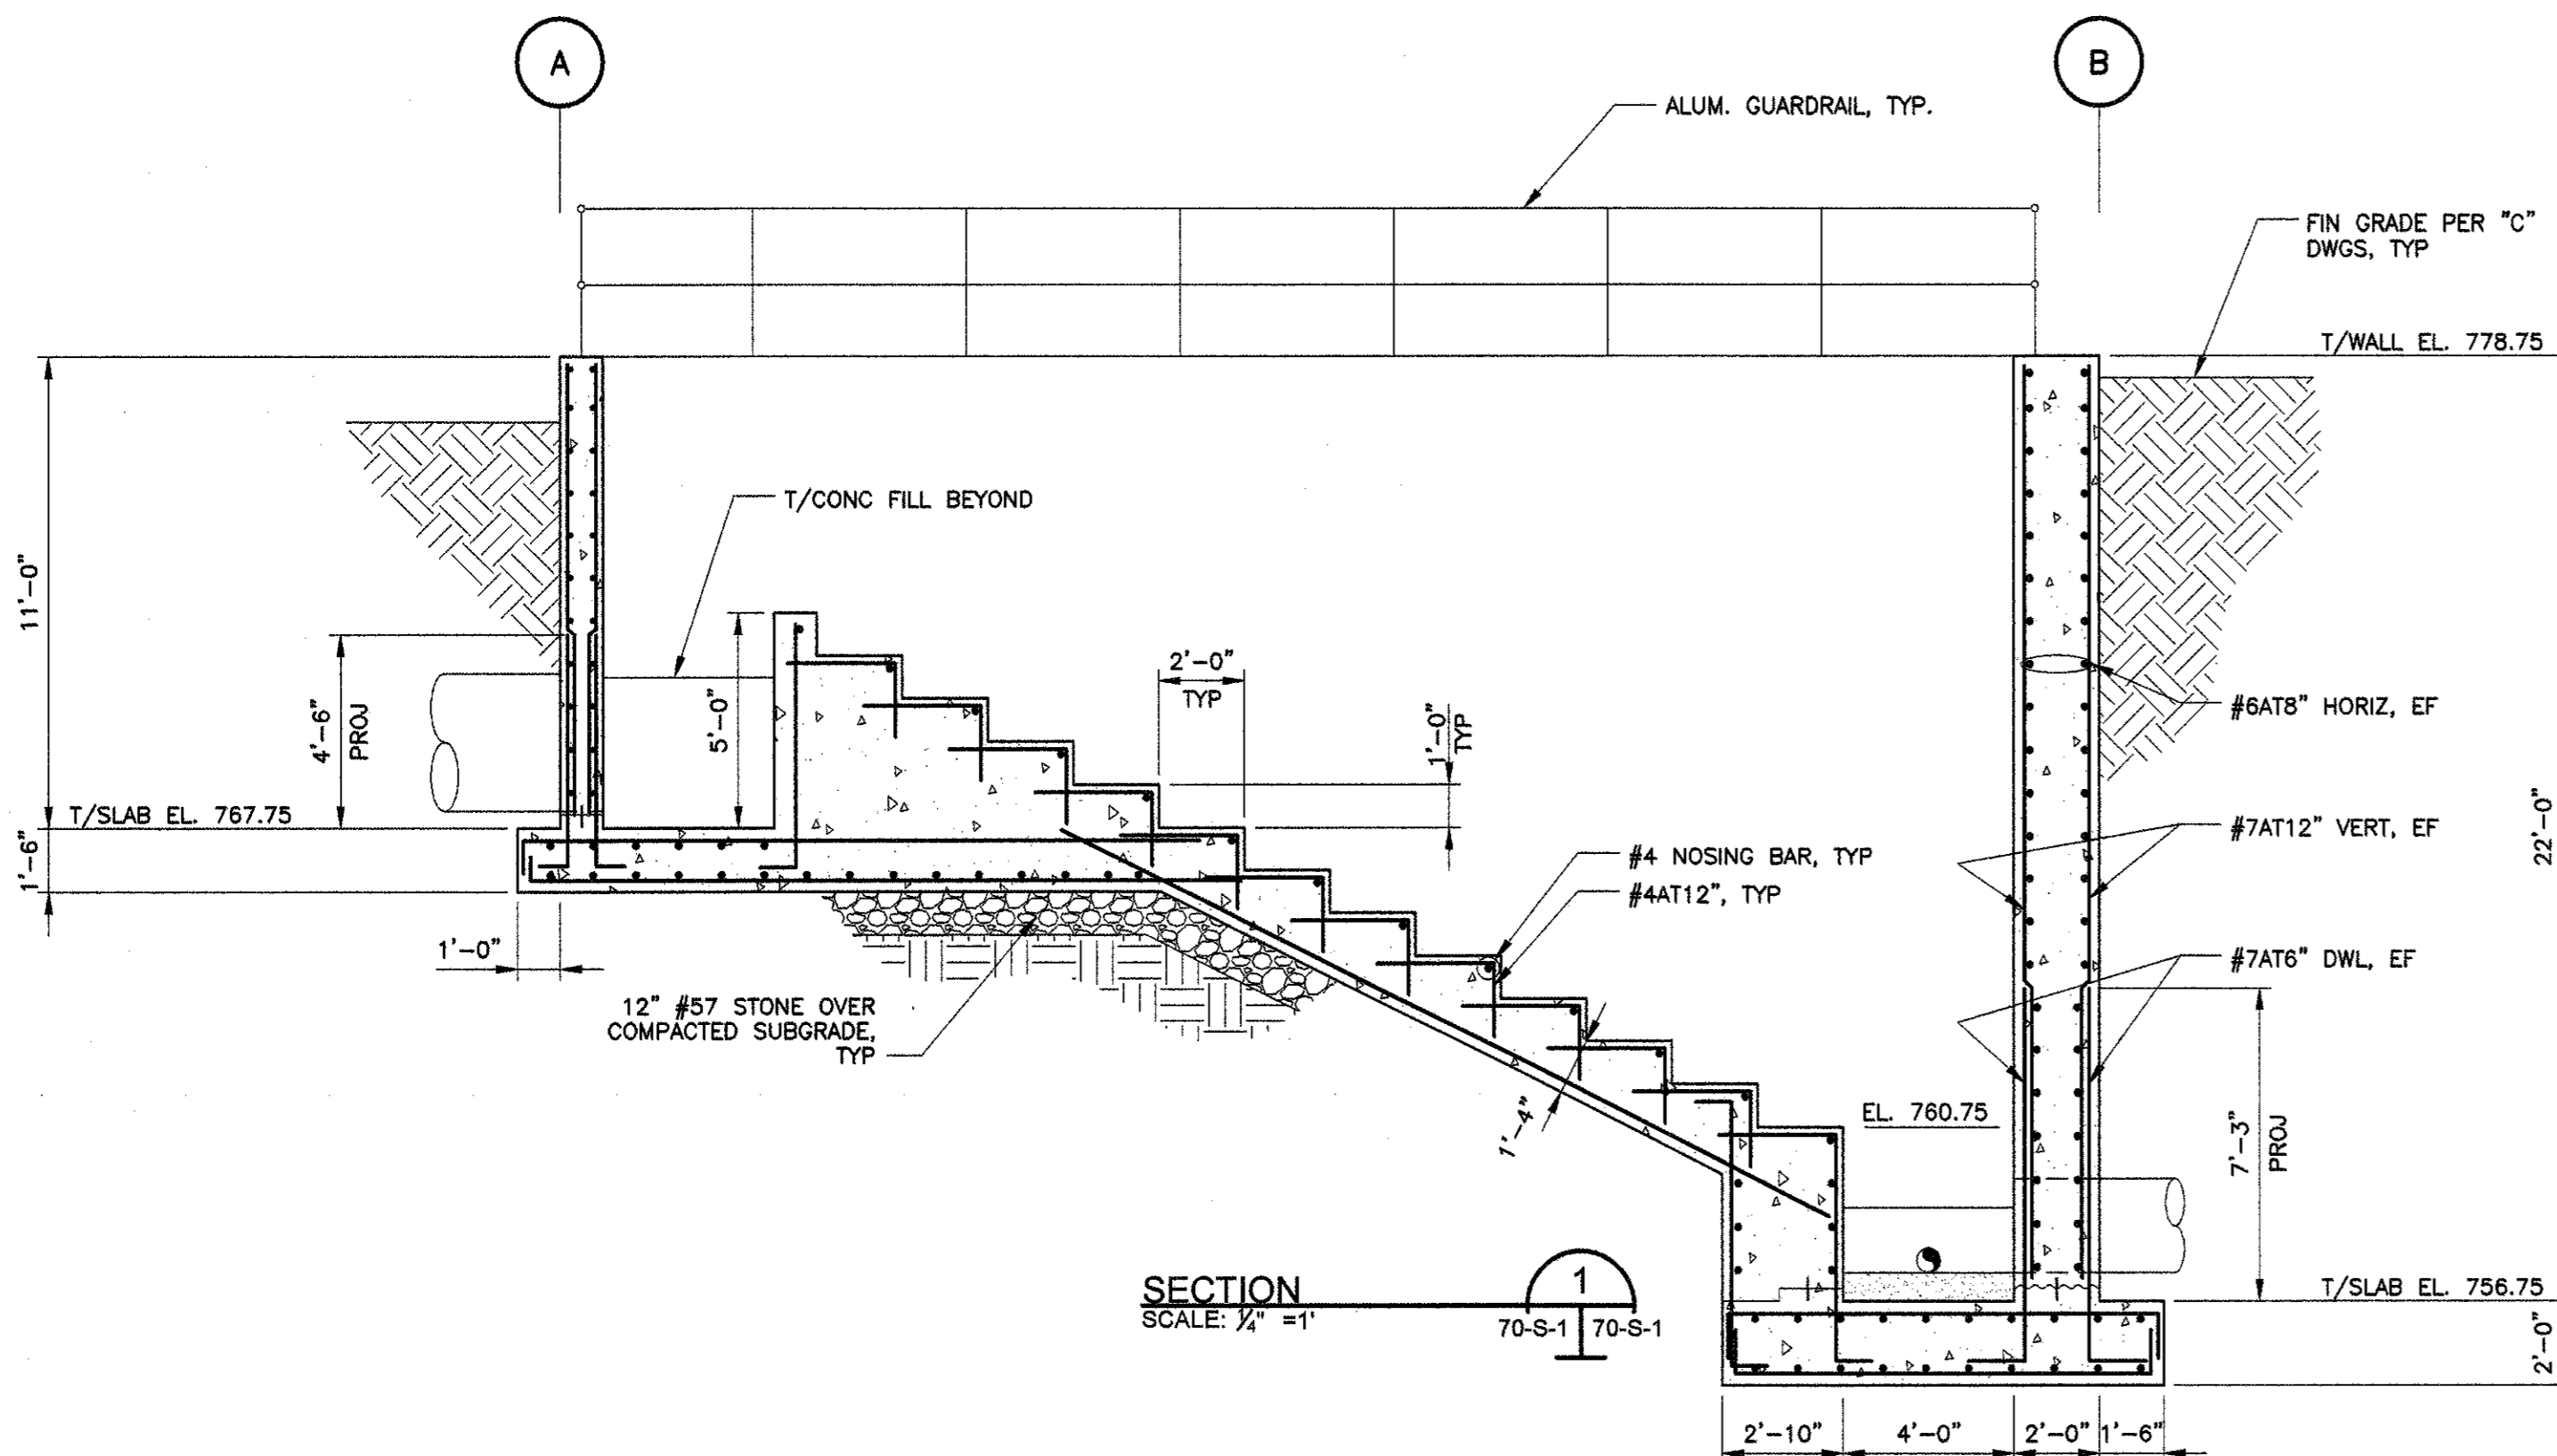 A
B
ALUM. GUARDRAIL, TYP.
FIN GRADE PER "C"
DWGS, TYP
T/WALL EL. 778.75
T/CONC FILL BEYOND
11'-0"
4'-6"
PROJ
5'-0"
2'-0"
TYP
1'-0"
TYP
#6AT8" HORIZ, EF
T/SLAB EL. 767.75
#7AT12" VERT, EF
22'-0"
1'-6"
#4 NOSING BAR, TYP
#4AT12", TYP
1'-0"
#7AT6" DWL, EF
12" #57 STONE OVER
COMPACTED SUBGRADE,
TYP
1'-4"
EL. 760.75
7'-3"
PROJ
SECTION
SCALE: 1/4" =1'
1
70-S-1
70-S-1
T/SLAB EL. 756.75
2'-0"
2'-10"
4'-0"
2'-0"
1'-6"